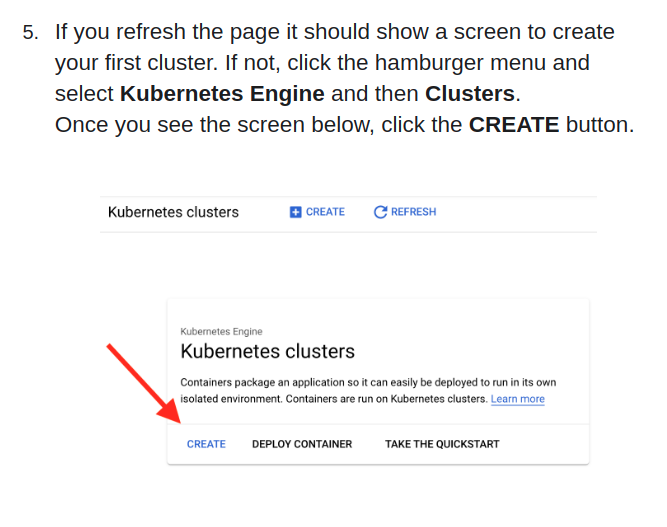 5. If you refresh the page it should show a screen to create
your first cluster. If not, click the hamburger menu and
select Kubernetes Engine and then Clusters.
Once you see the screen below, click the CREATE button.
Kubernetes clusters CREATE REFRESH
Kubernetes Engine
Kubernetes clusters
Containers package an application so it can easily be deployed to run in its own
isolated environment. Containers are run on Kubernetes clusters. Learn more
CREATE DEPLOY CONTAINER TAKE THE QUICKSTART